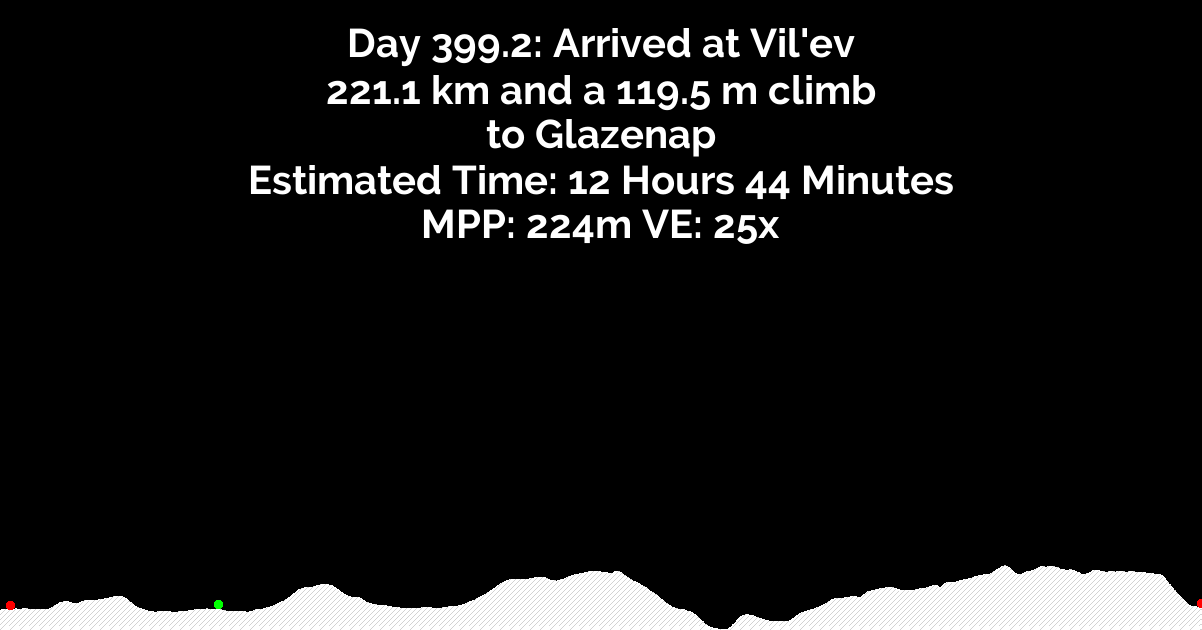 Day 399.2: Arrived at Vil'ev
221.1 km and a 119.5 m climb
to Glazenap
Estimated Time: 12 Hours 44 Minutes
MPP: 224m VE: 25x